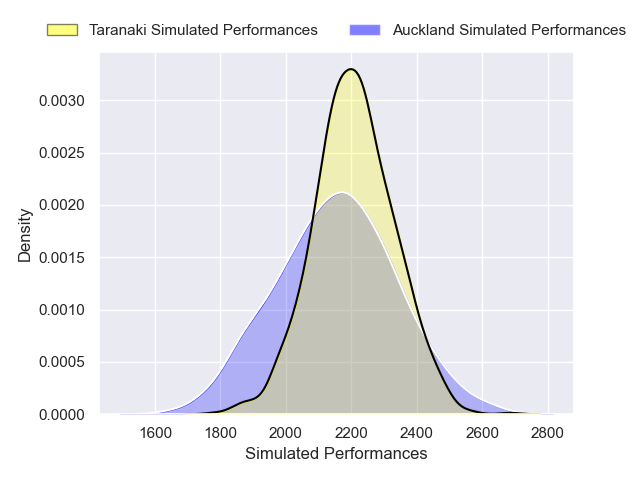 Taranaki Simulated Performances
Auckland Simulated Performances
0.0030
0.0025
0.0020
0.0015
0.0010
0.0005
0.0000
Density
1600 1800 2000 2200 2400 2600 2800
Simulated Performances